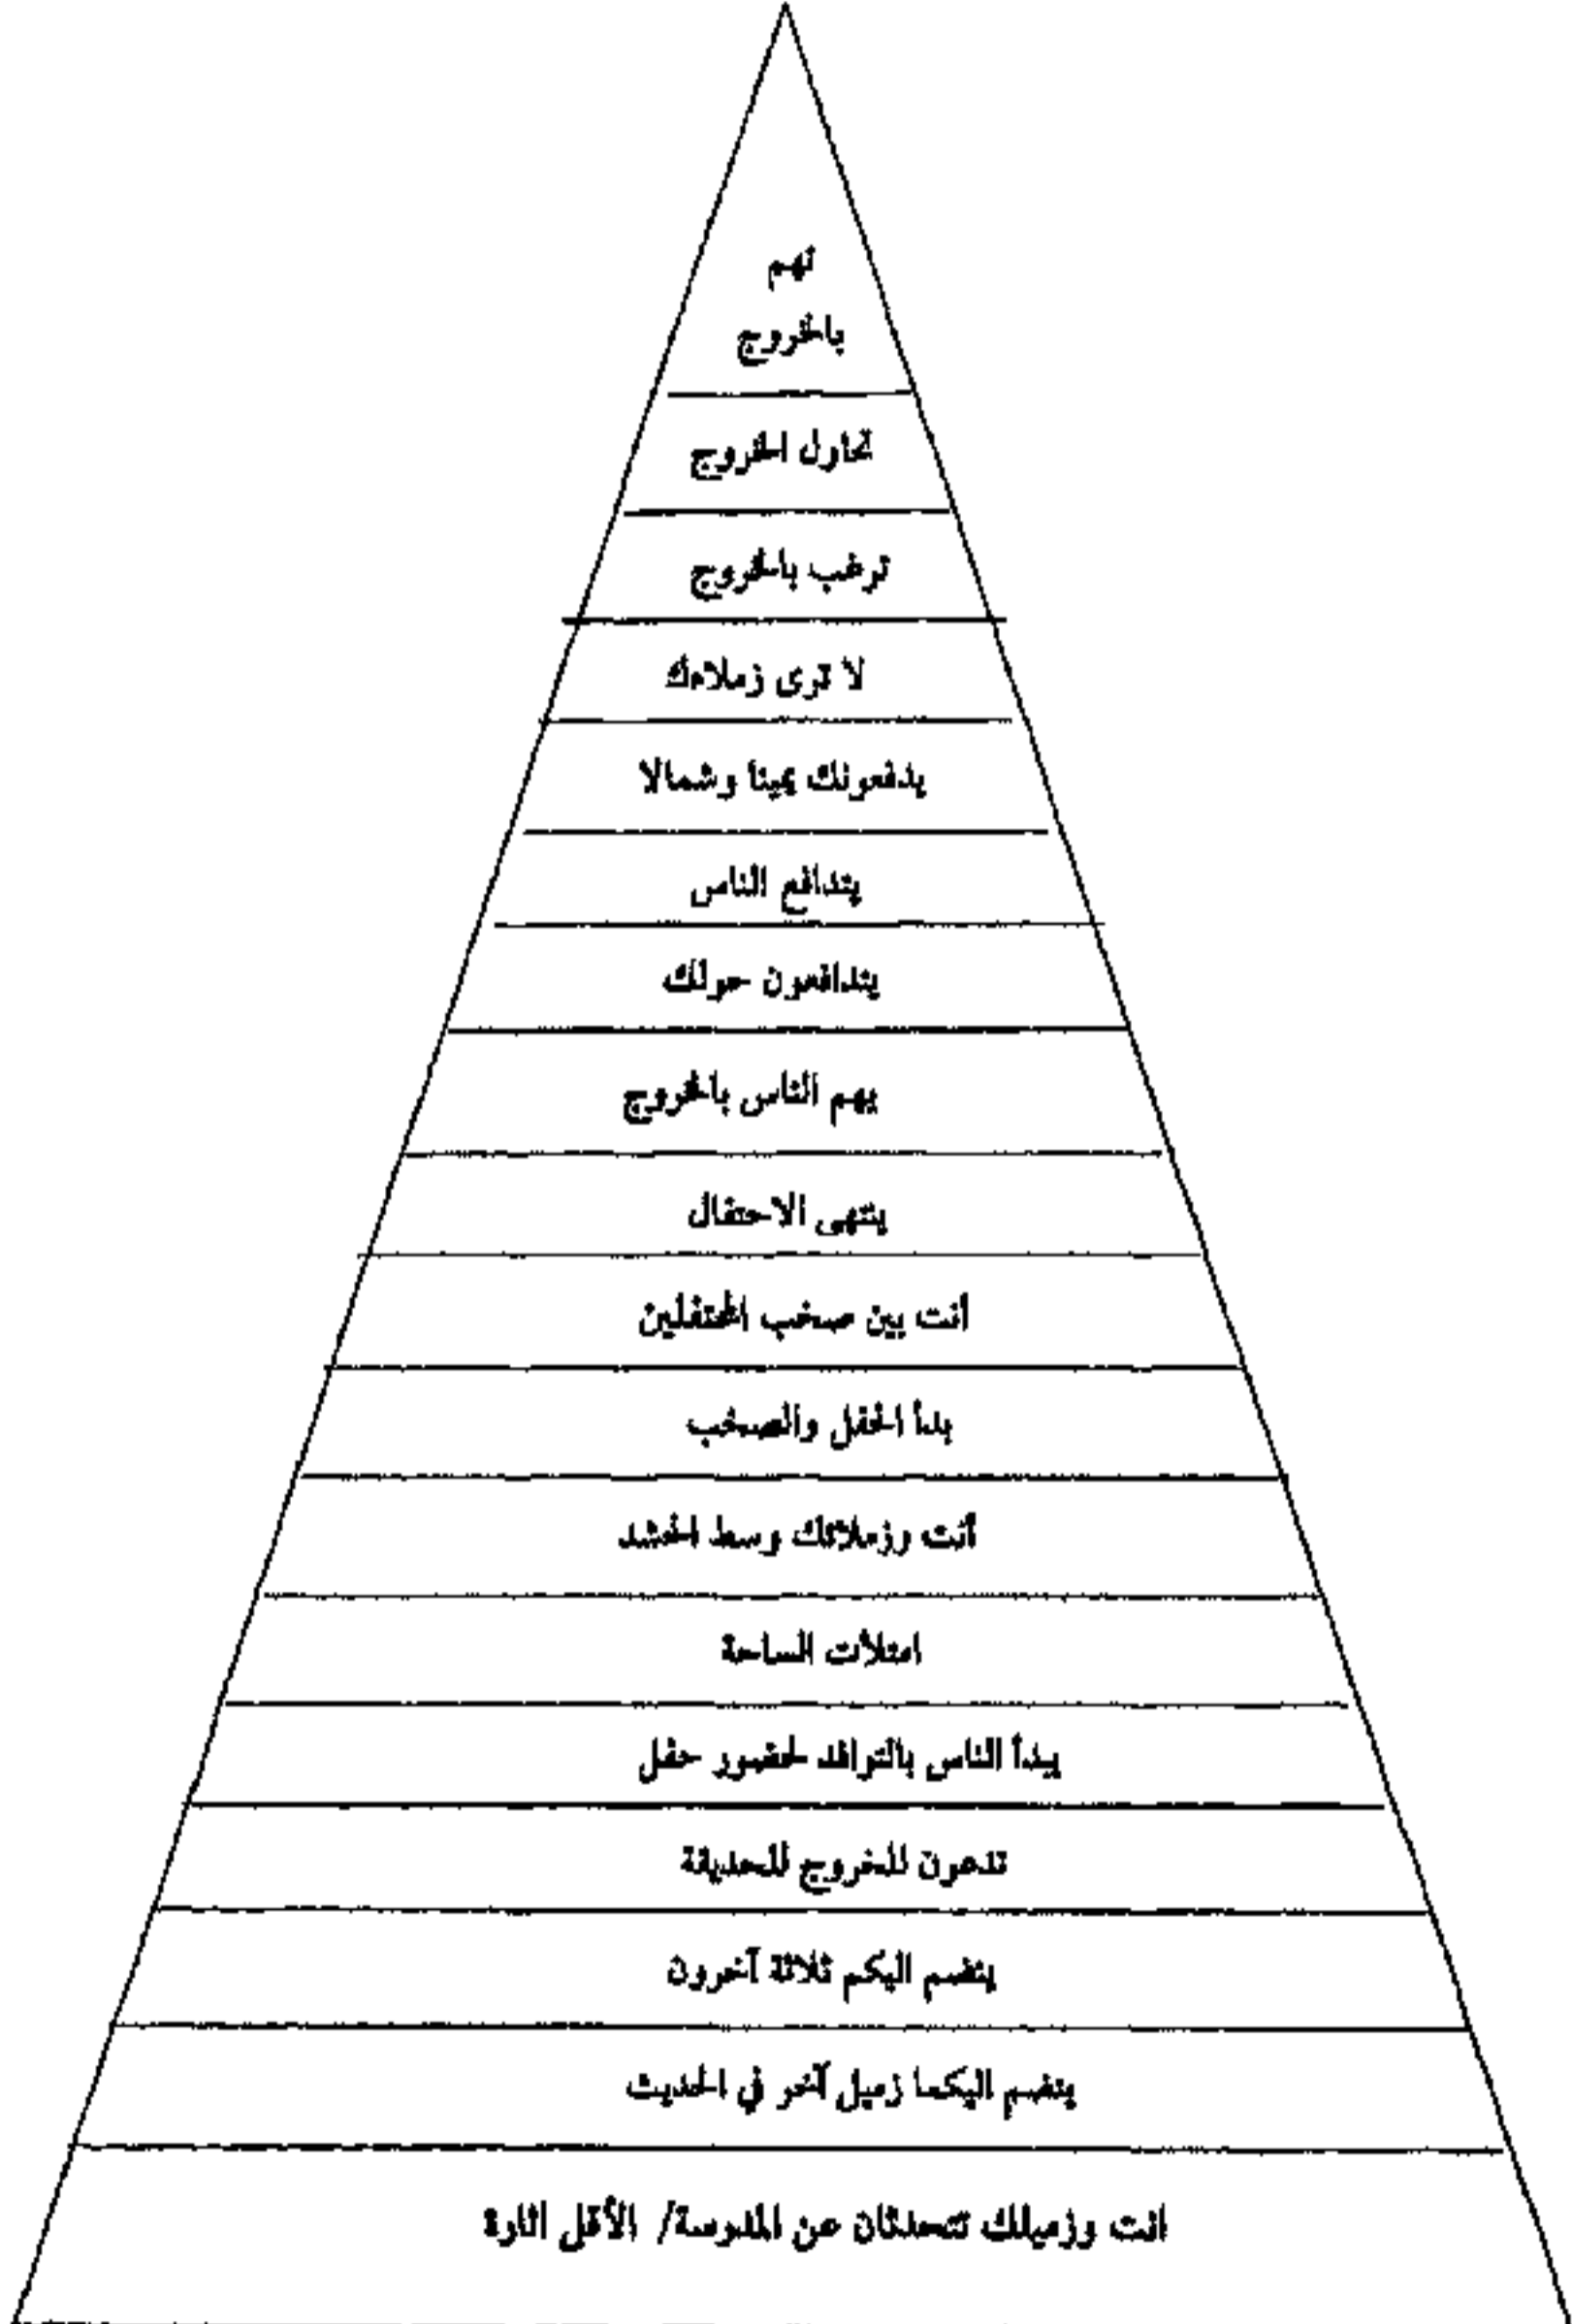 تهم
بالخروج
تحاول الخروج
ترغب بالخروج
لا ترى زملاءك
يدفعونك يمينا وشمالا
يتدافع الناس
يتدافعون حولك
يهم الناس بالخروج
ينتهى الاحتفال
أنت بين صخب المحتفلين
بدأ الحفل والصخب
أنت وزملائك وسط الحشد
امتلأت الساحة
يبدأ الناس بالتوافد لحضور حفل
تدعون للخروج للحديقة
ينضم اليكم ثلاثة آخرون
ينضم اليكما زميل آخر في الحديث
انت وزميلك تتحدثان عن المدرسة/ الأقل اثارة